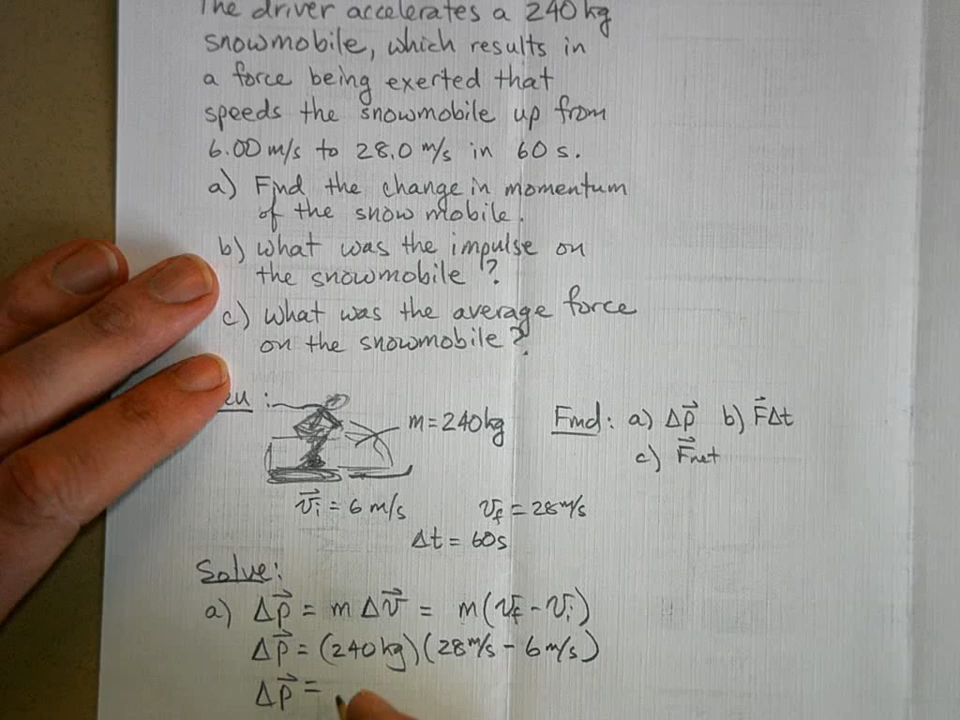 The driver accelerates a 240 kg
snowmobile, which results in
a force being exerted that
speeds the snowmobile up from
6.00 m/s to 28.0 m/s in 60 s.
a) Find the change in momentum
of the snow mobile.
b) what was the impulse on
the snowmobile?
c) What was the average force
on the snowmobile?
m = 240 kg Find: a) Δp⃗ b) F⃗Δt
c) F⃗net
v⃗i = 6 m/s vf = 28 m/s
Δt = 60s
Solve:
a) Δp⃗ = m Δv⃗ = m(vf - vi)
Δp⃗ = (240 kg)(28 m/s - 6 m/s)
Δp⃗ =